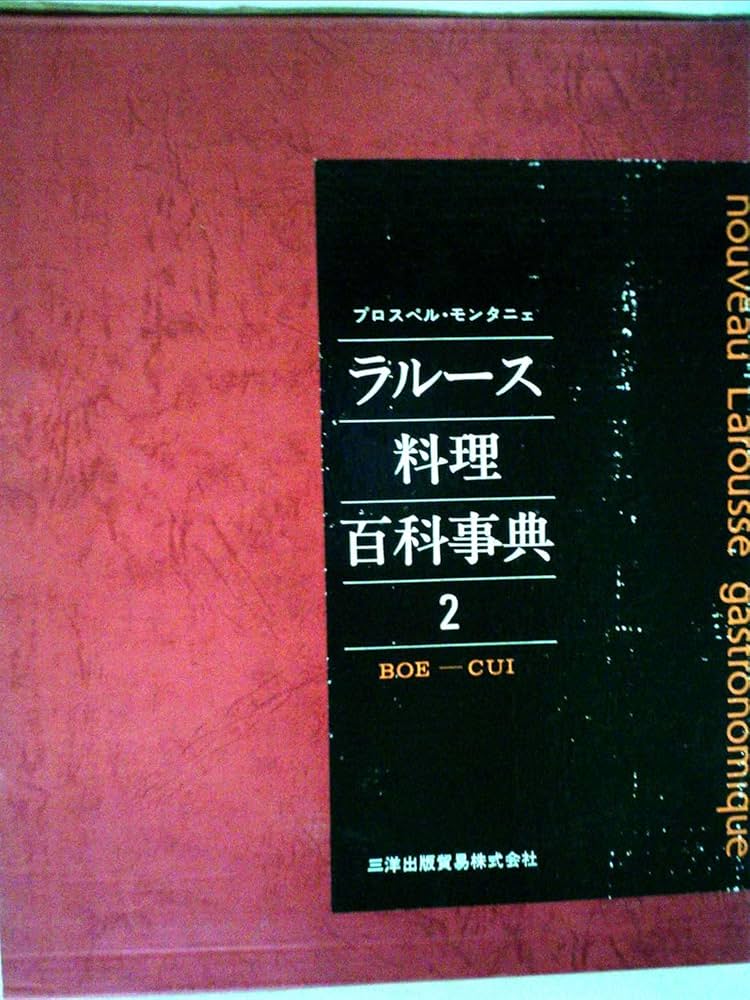 プロスペル・モンタニェ
ラルース
料理
百科事典
2
BOE — CUI
三洋出版貿易株式会社
nouveau Larousse gastronomique